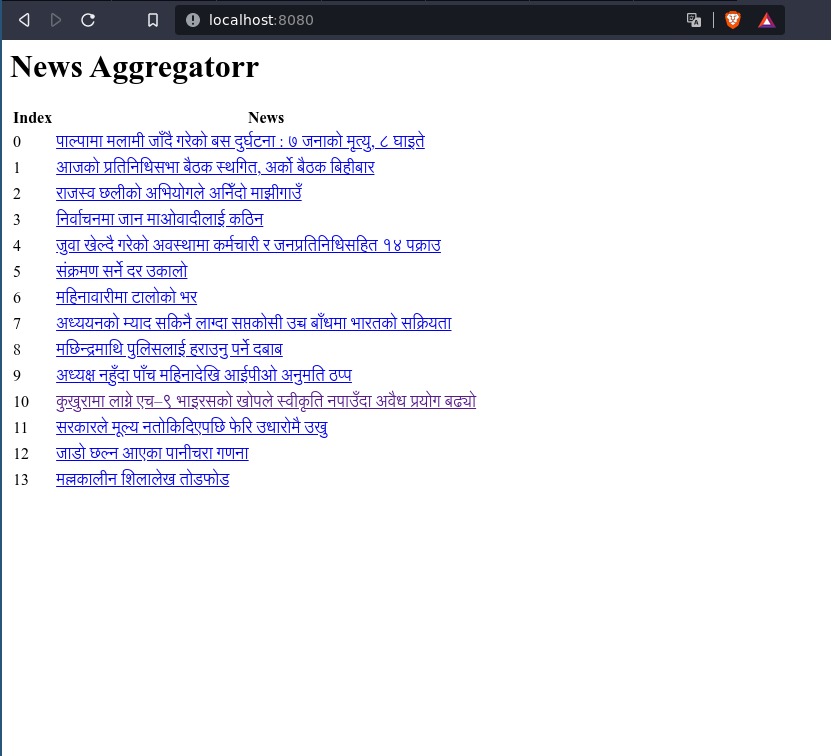 localhost:8080
News Aggregatorr
Index News
0 पाल्पामा मलामी जाँदै गरेको बस दुर्घटना : ७ जनाको मृत्यु, ८ घाइते
1 आजको प्रतिनिधिसभा बैठक स्थगित, अर्को बैठक बिहीबार
2 राजस्व छलीको अभियोगले अनिँदो माझीगाउँ
3 निर्वाचनमा जान माओवादीलाई कठिन
4 जुवा खेल्दै गरेको अवस्थामा कर्मचारी र जनप्रतिनिधिसहित १४ पक्राउ
5 संक्रमण सर्ने दर उकालो
6 महिनावारीमा टालोको भर
7 अध्ययनको म्याद सकिनै लाग्दा सप्तकोसी उच्च बाँधमा भारतको सक्रियता
8 मछिन्द्रमाथि पुलिसलाई हराउनु पर्ने दबाब
9 अध्यक्ष नहुँदा पाँच महिनादेखि आईपीओ अनुमति ठप्प
10 कुखुरामा लाग्ने एच–९ भाइरसको खोपले स्वीकृति नपाउँदा अवैध प्रयोग बढ्यो
11 सरकारले मूल्य नतोकिदिएपछि फेरि उधारोमै उखु
12 जाडो छल्न आएका पानीचरा गणना
13 मल्लकालीन शिलालेख तोडफोड